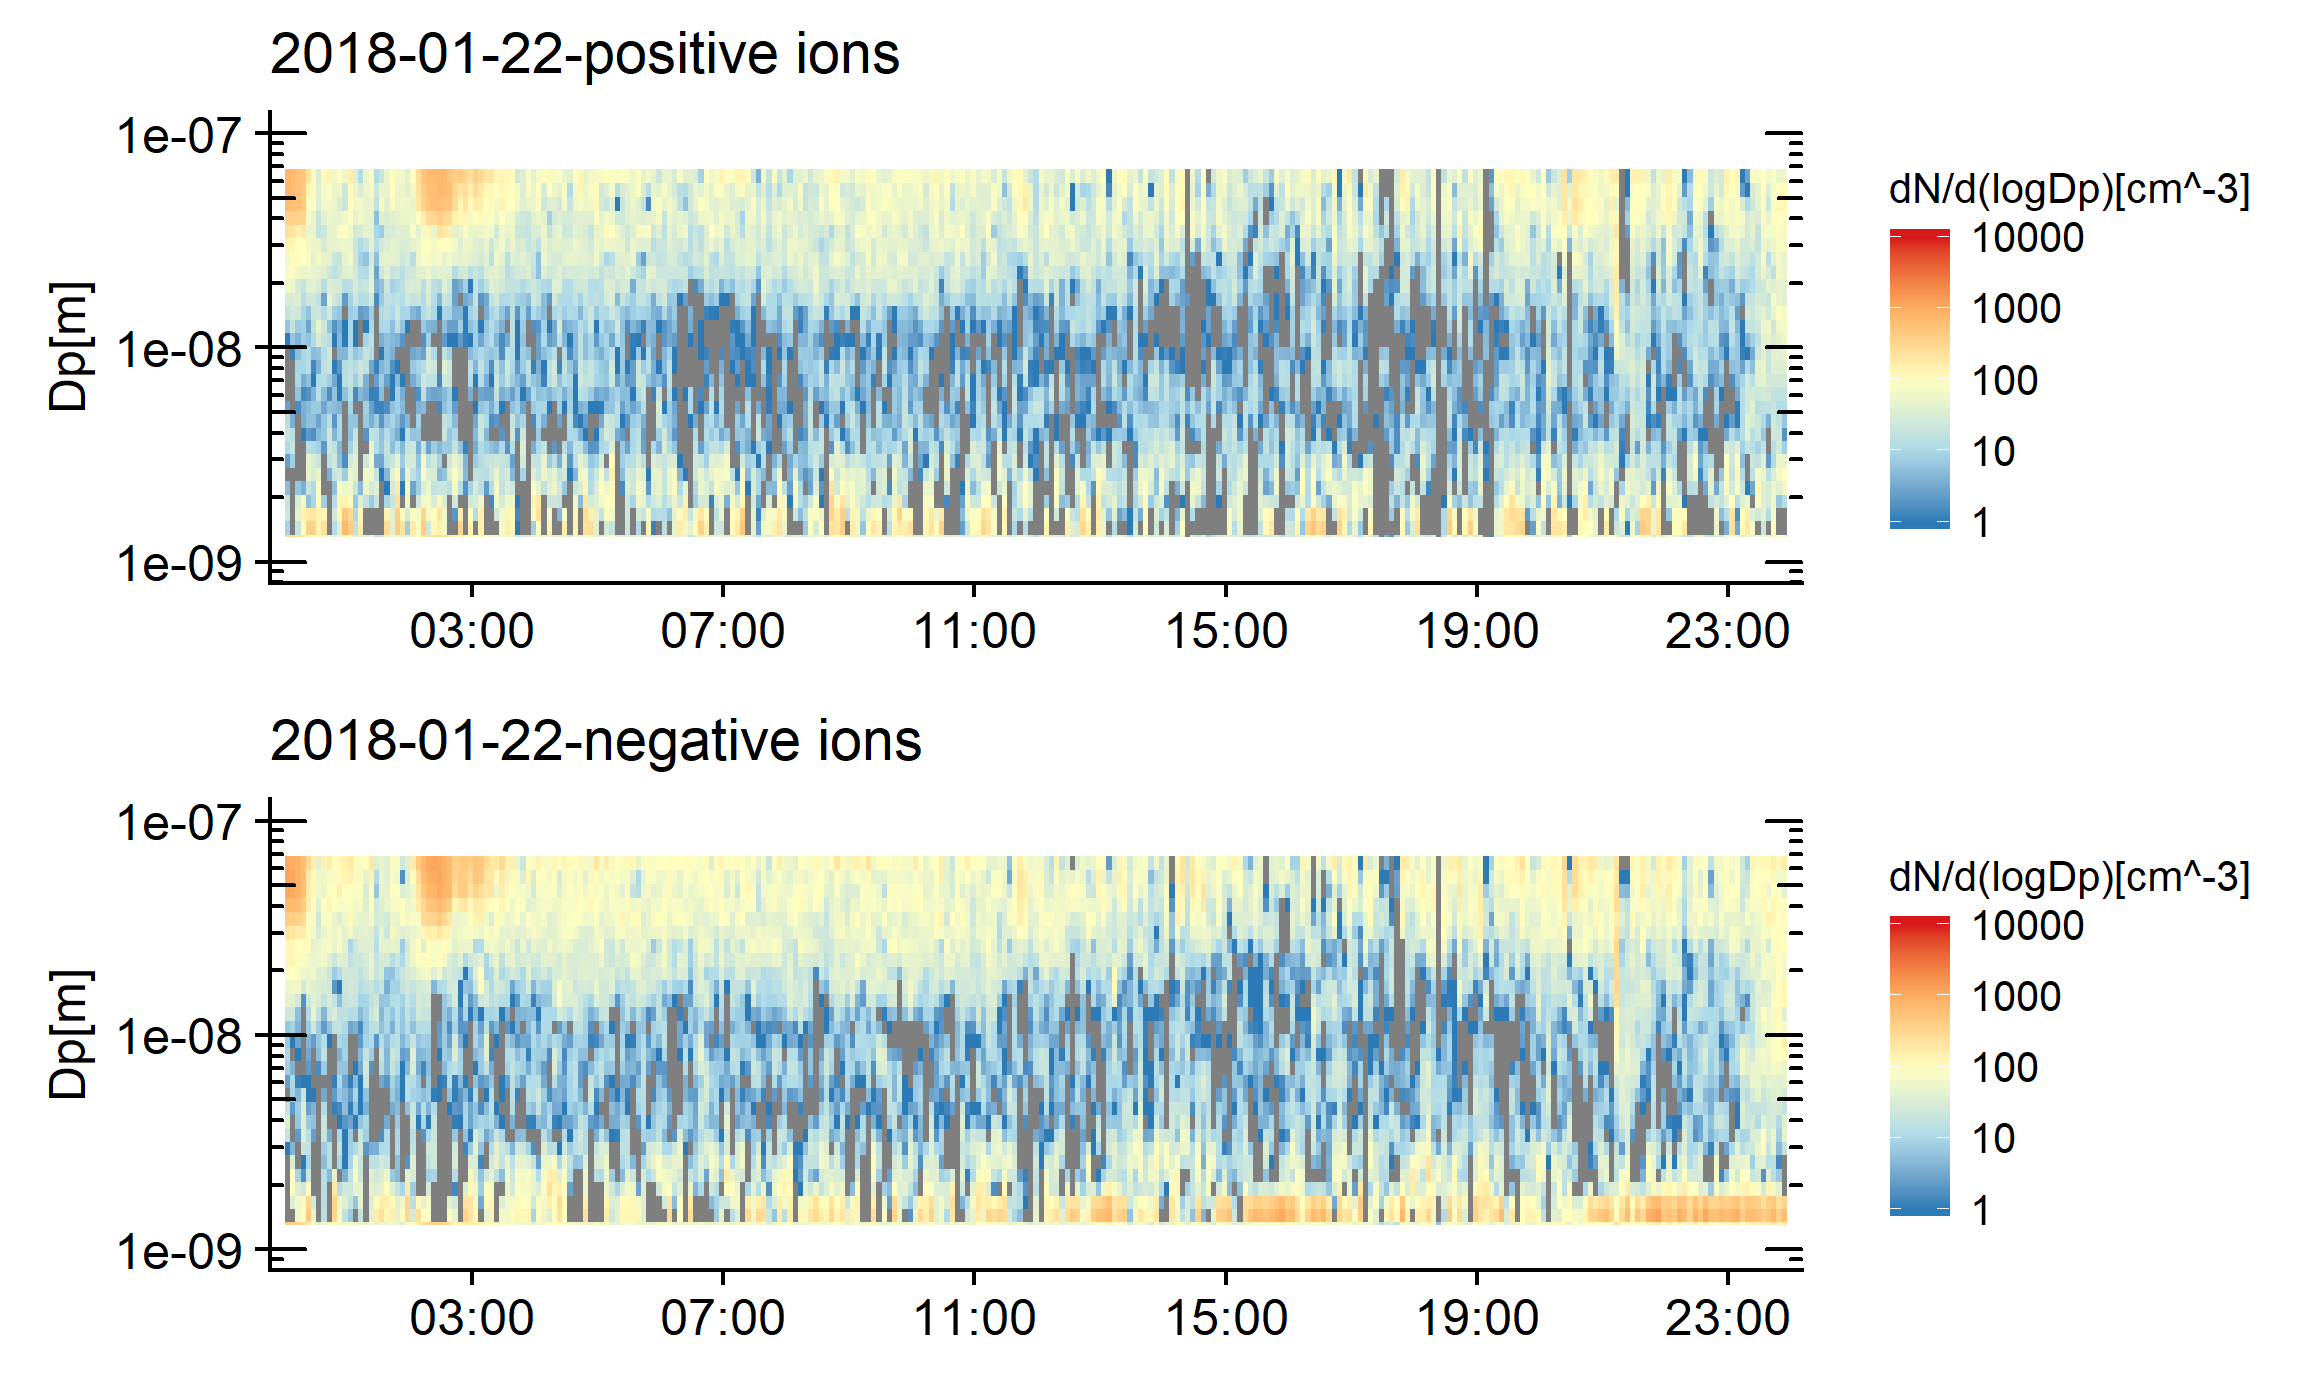 2018-01-22-positive ions
1e-07
1e-08
1e-09
Dp[m]
03:00 07:00 11:00 15:00 19:00 23:00
dN/d(logDp)[cm^-3]
10000
1000
100
10
1
2018-01-22-negative ions
1e-07
1e-08
1e-09
Dp[m]
03:00 07:00 11:00 15:00 19:00 23:00
dN/d(logDp)[cm^-3]
10000
1000
100
10
1